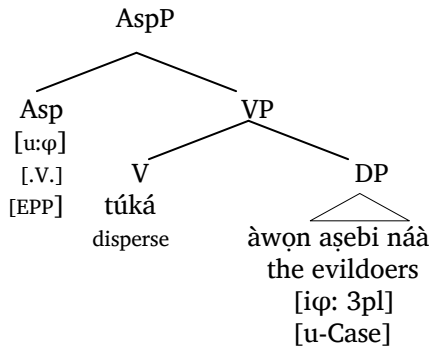 AspP
Asp VP
[u:φ]
[.V.] V DP
[EPP] túká
disperse àwọn aṣebi náà
the evildoers
[iφ: 3pl]
[u-Case]